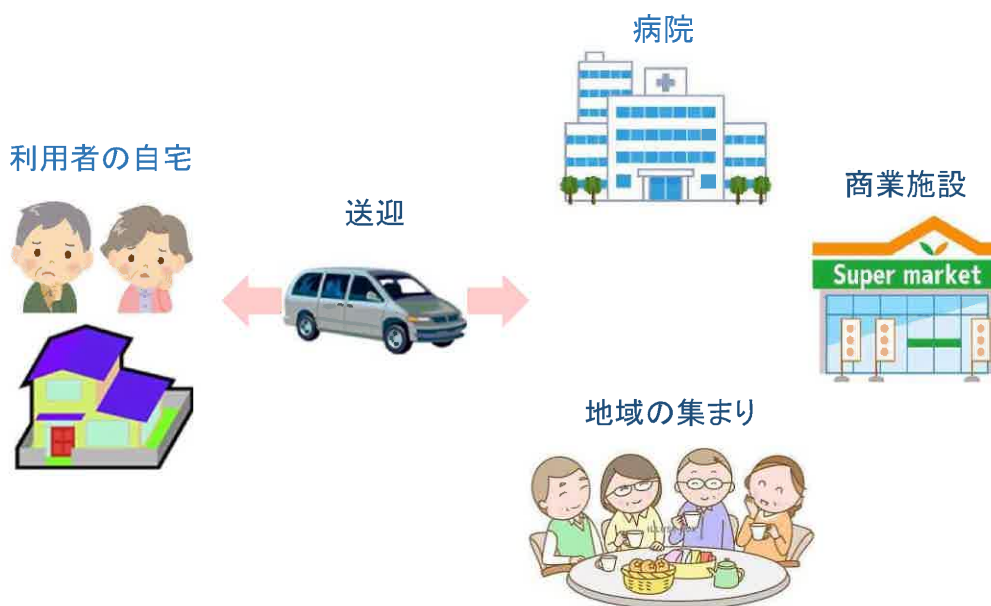 病院
利用者の自宅
商業施設
送迎
Super market
地域の集まり